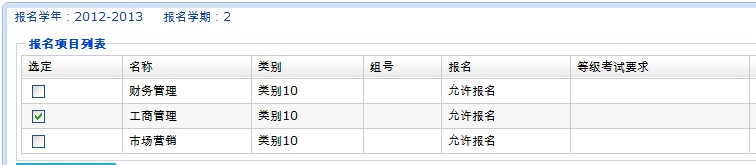 报名学年：2012-2013 报名学期：2
报名项目列表
选定 名称 类别 组号 报名 等级考试要求
财务管理 类别10 允许报名
工商管理 类别10 允许报名
市场营销 类别10 允许报名